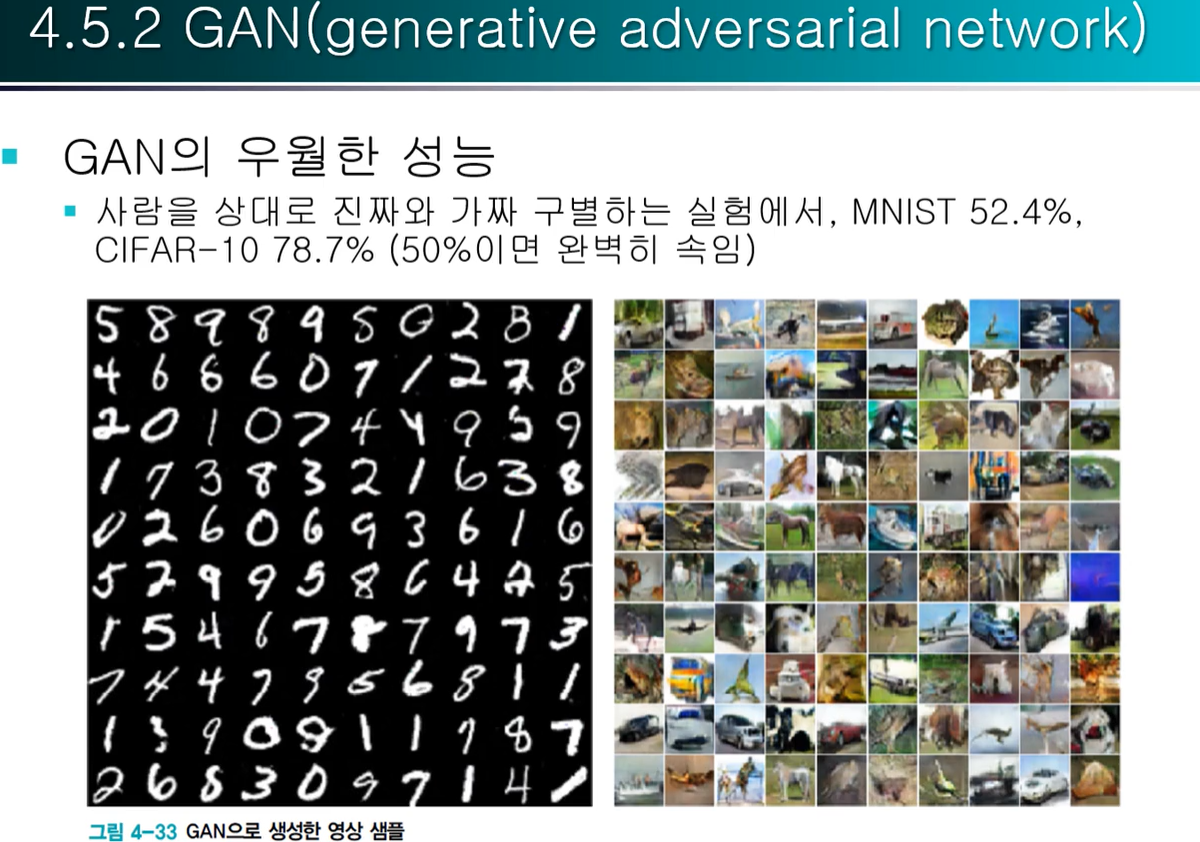 4.5.2 GAN(generative adversarial network)
GAN의 우월한 성능
사람을 상대로 진짜와 가짜 구별하는 실험에서, MNIST 52.4%,
CIFAR-10 78.7% (50%이면 완벽히 속임)
5 8 9 8 9 5 0 2 8 1
4 6 6 6 0 7 1 2 7 8
2 0 1 0 7 4 4 9 5 9
1 7 3 8 3 2 1 6 3 8
0 2 6 0 6 9 3 6 1 6
5 2 9 9 5 8 6 4 2 5
1 5 4 6 7 8 7 9 7 3
7 4 4 7 9 5 6 8 1 1
1 9 0 8 1 1 7 8 7
2 6 8 3 0 9 7 1 4 1
그림 4-33 GAN으로 생성한 영상 샘플